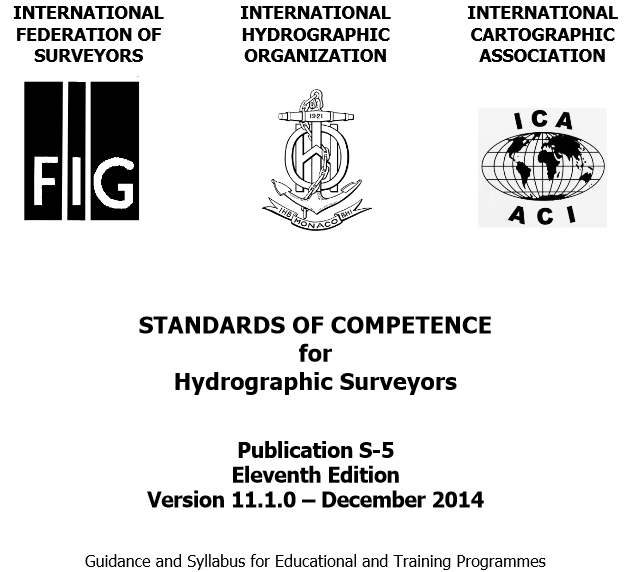 INTERNATIONAL
FEDERATION OF
SURVEYORS
INTERNATIONAL
HYDROGRAPHIC
ORGANIZATION
INTERNATIONAL
CARTOGRAPHIC
ASSOCIATION
FIG
1921
IHB MONACO BHI
ICA
ACI
STANDARDS OF COMPETENCE
for
Hydrographic Surveyors
Publication S-5
Eleventh Edition
Version 11.1.0 – December 2014
Guidance and Syllabus for Educational and Training Programmes